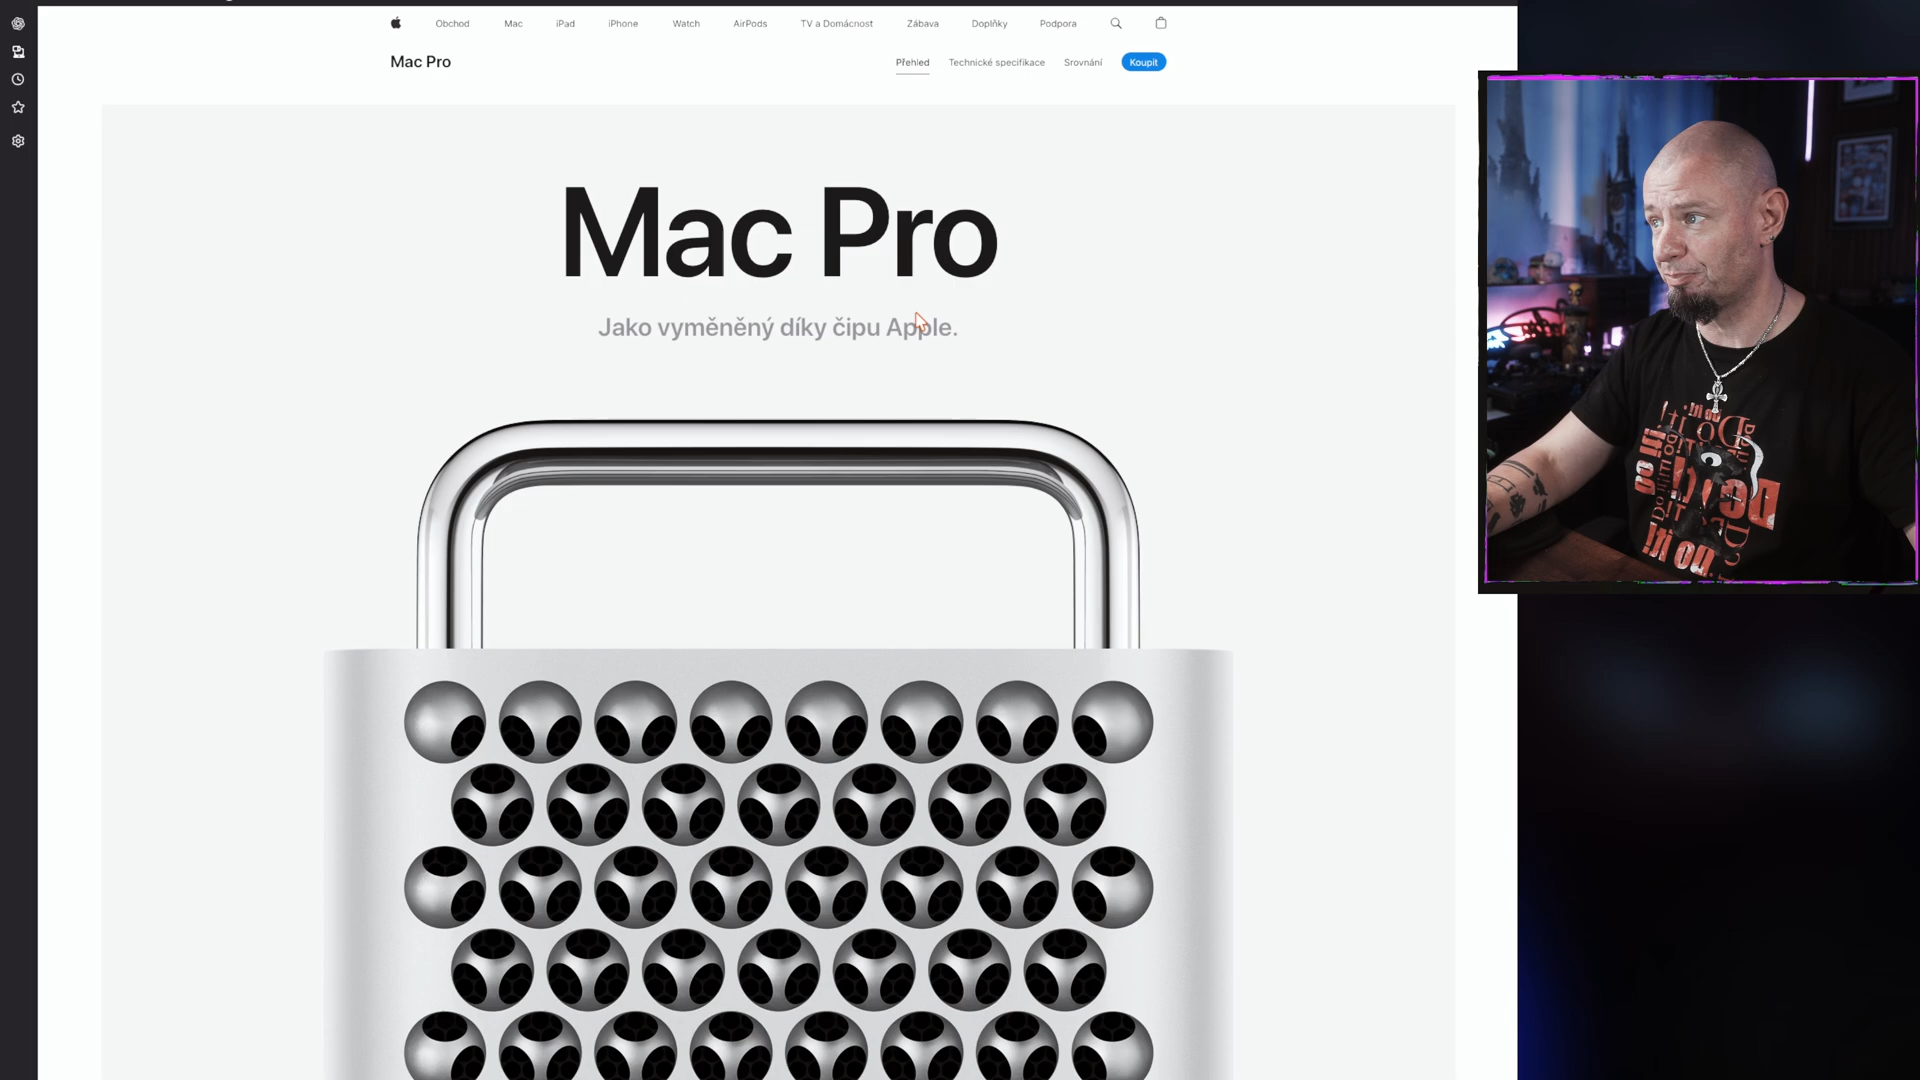 Obchod Mac iPad iPhone Watch AirPods TV a Domácnost Zábava Doplňky Podpora
Mac Pro Přehled Technické specifikace Srovnání Koupit
Mac Pro
Jako vyměněný díky čipu Apple.